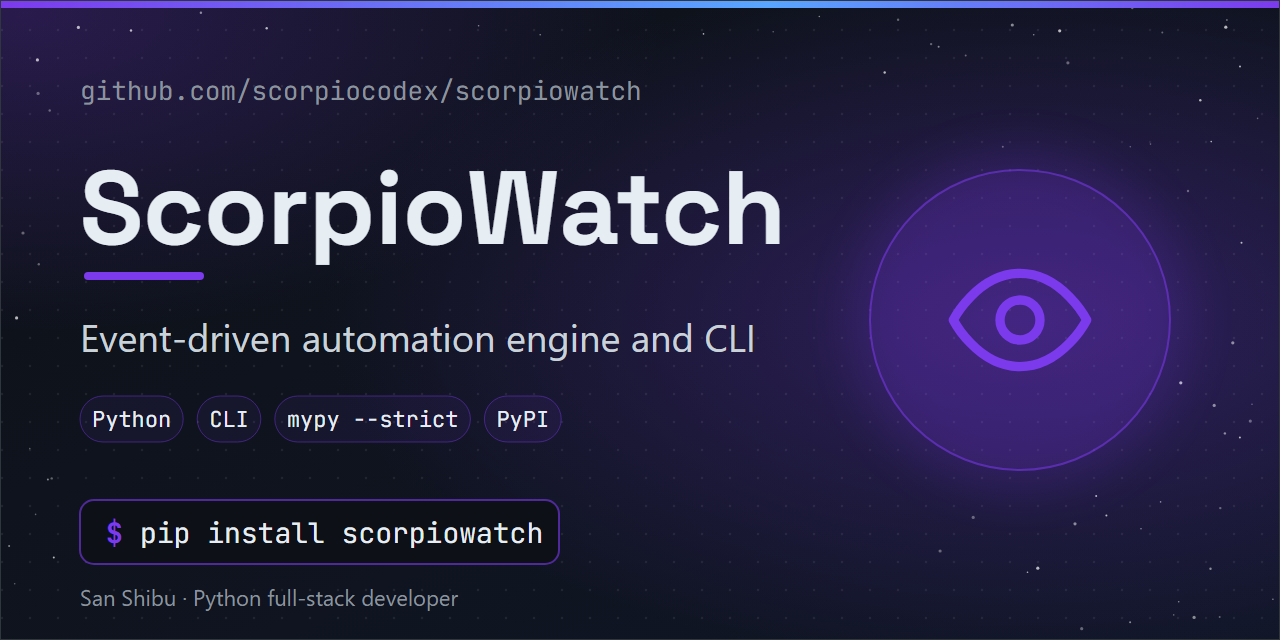 github.com/scorpiocodex/scorpiowatch
ScorpioWatch
Event-driven automation engine and CLI
Python CLI mypy --strict PyPI
$ pip install scorpiowatch
San Shibu · Python full-stack developer